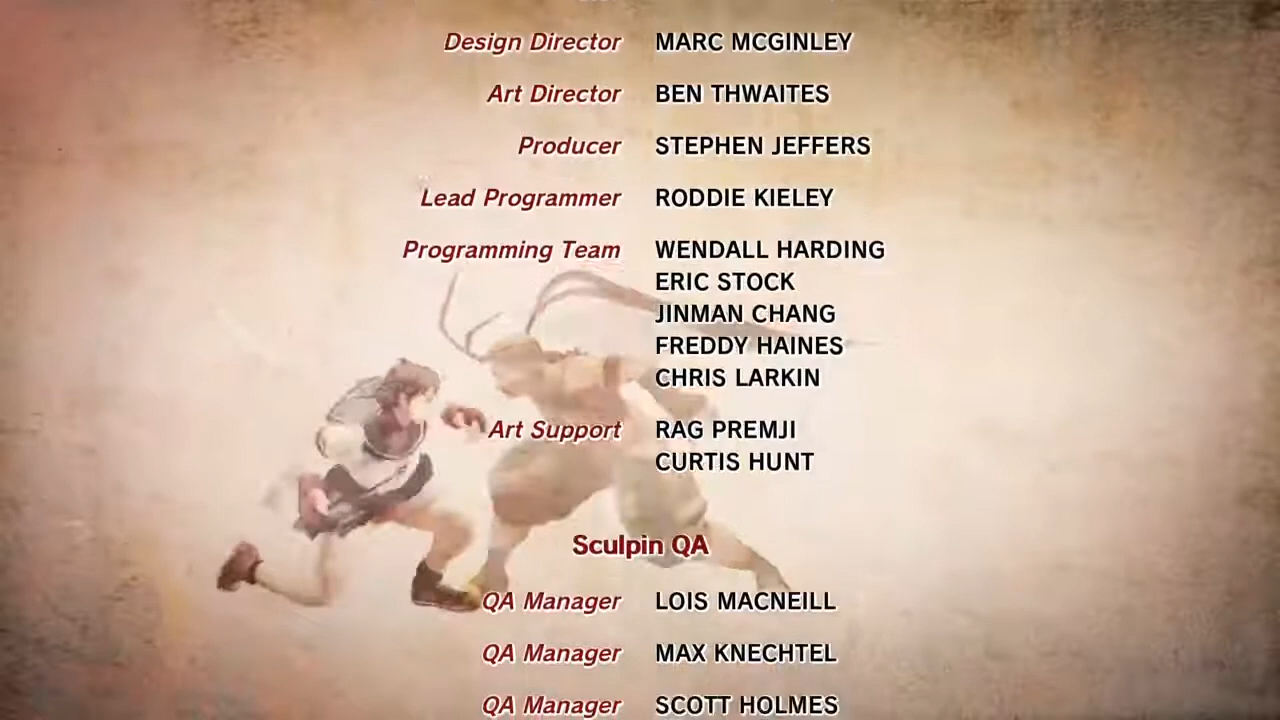 Design Director MARC MCGINLEY
Art Director BEN THWAITES
Producer STEPHEN JEFFERS
Lead Programmer RODDIE KIELEY
Programming Team WENDALL HARDING
ERIC STOCK
JINMAN CHANG
FREDDY HAINES
CHRIS LARKIN
Art Support RAG PREMJI
CURTIS HUNT
Sculpin QA
QA Manager LOIS MACNEILL
QA Manager MAX KNECHTEL
QA Manager SCOTT HOLMES